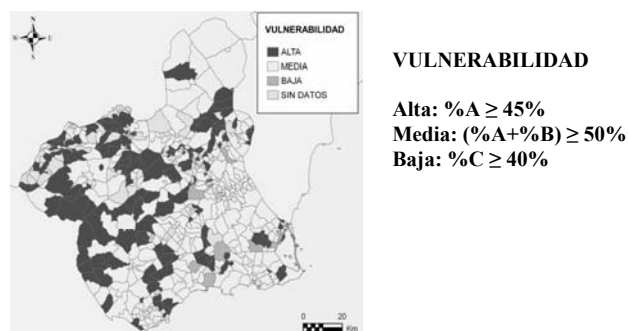 N
W E
S
VULNERABILIDAD
ALTA
MEDIA
BAJA
SIN DATOS
0 20
Km
VULNERABILIDAD
Alta: %A ≥ 45%
Media: (%A+%B) ≥ 50%
Baja: %C ≥ 40%